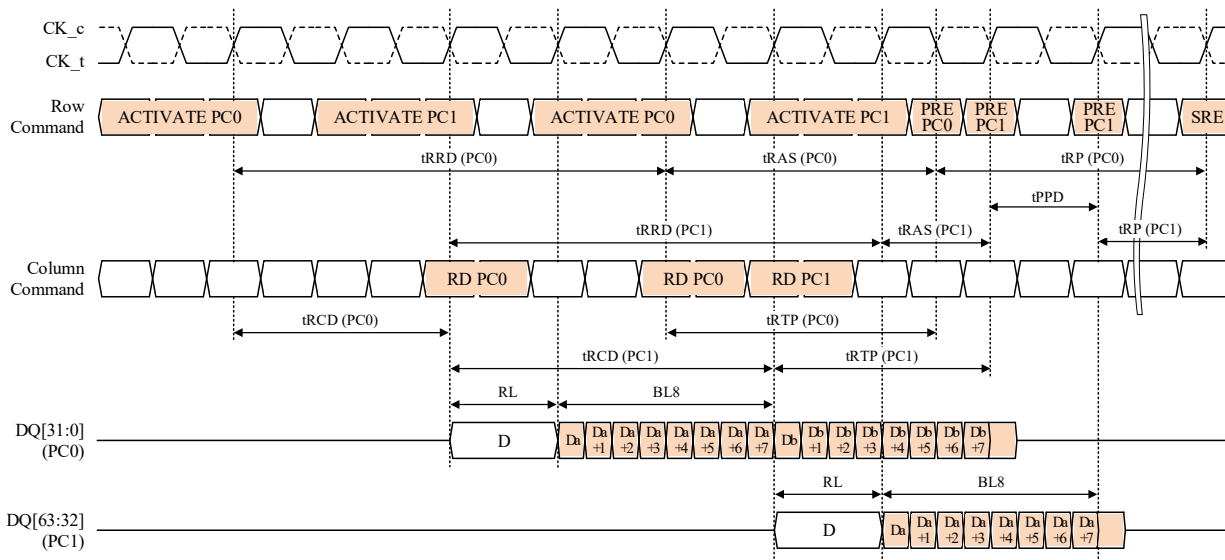 CK_c
CK_t
Row
Command
ACTIVATE PC0
ACTIVATE PC1
ACTIVATE PC0
ACTIVATE PC1
PRE
PC0
PRE
PC1
PRE
PC1
SRE
tRRD (PC0)
tRAS (PC0)
tRP (PC0)
tPPD
tRRD (PC1)
tRAS (PC1)
tRP (PC1)
Column
Command
RD PC0
RD PC0
RD PC1
tRCD (PC0)
tRTP (PC0)
tRCD (PC1)
tRTP (PC1)
RL
BL8
DQ[31:0]
(PC0)
D
Da
Da
+1
Da
+2
Da
+3
Da
+4
Da
+5
Da
+6
Da
+7
Db
Db
+1
Db
+2
Db
+3
Db
+4
Db
+5
Db
+6
Db
+7
RL
BL8
DQ[63:32]
(PC1)
D
Da
Da
+1
Da
+2
Da
+3
Da
+4
Da
+5
Da
+6
Da
+7